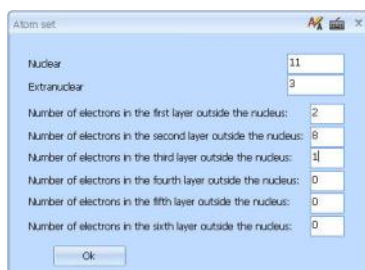 Atom set
Nuclear 11
Extranuclear 3
Number of electrons in the first layer outside the nucleus: 2
Number of electrons in the second layer outside the nucleus: 8
Number of electrons in the third layer outside the nucleus: 1
Number of electrons in the fourth layer outside the nucleus: 0
Number of electrons in the fifth layer outside the nucleus: 0
Number of electrons in the sixth layer outside the nucleus: 0
Ok